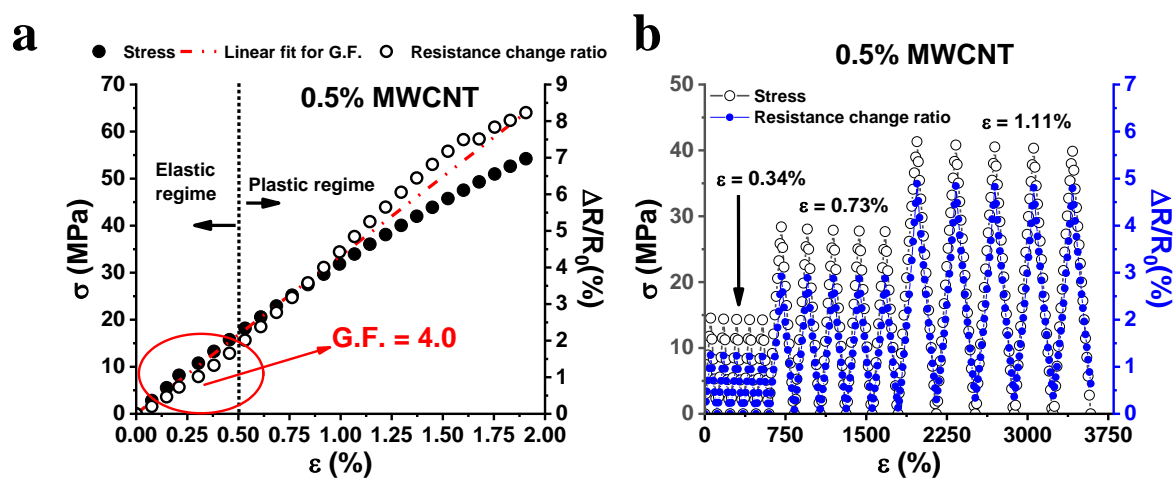 a
Stress
Linear fit for G.F.
Resistance change ratio
0.5% MWCNT
Elastic
regime
Plastic regime
G.F. = 4.0
70
60
50
40
30
20
10
0
σ (MPa)
9
8
7
6
5
4
3
2
1
0
ΔR/R0(%)
0.00 0.25 0.50 0.75 1.00 1.25 1.50 1.75 2.00
ε (%)
b
0.5% MWCNT
Stress
Resistance change ratio
ε = 0.34%
ε = 0.73%
ε = 1.11%
50
40
30
20
10
0
σ (MPa)
7
6
5
4
3
2
1
0
ΔR/R0(%)
0 750 1500 2250 3000 3750
ε (%)